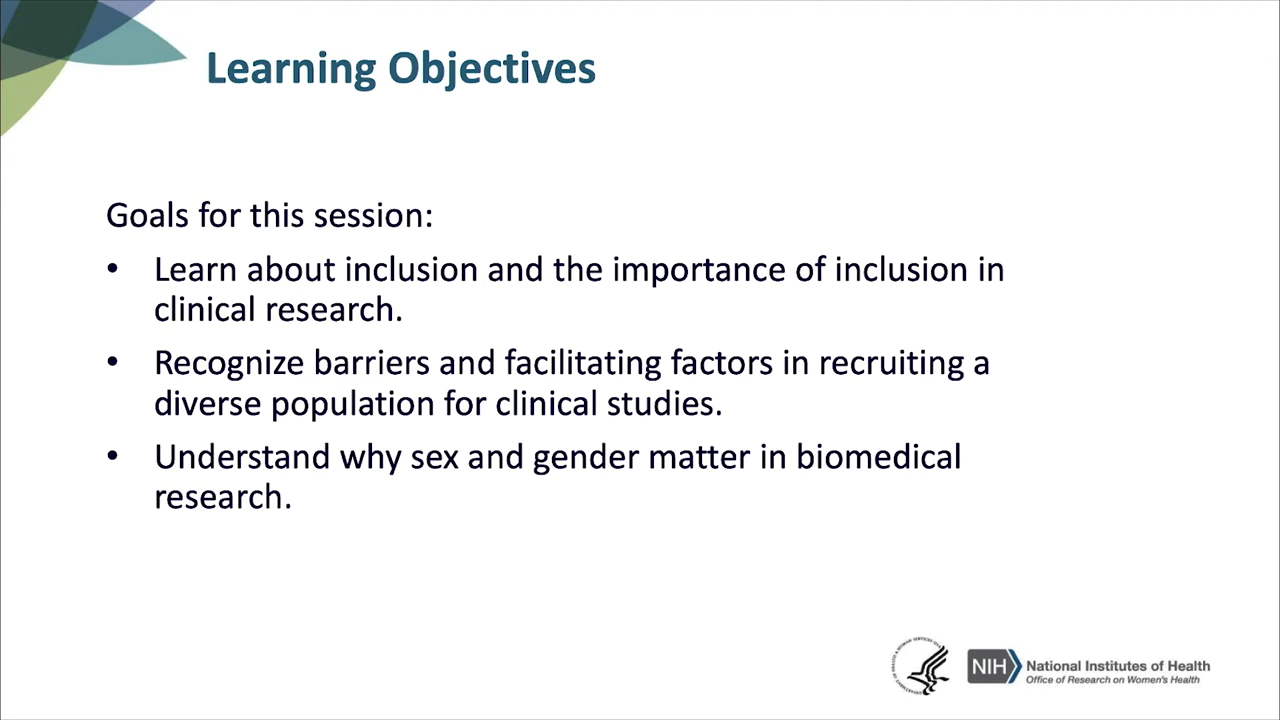 Learning Objectives
Goals for this session:
• Learn about inclusion and the importance of inclusion in
clinical research.
• Recognize barriers and facilitating factors in recruiting a
diverse population for clinical studies.
• Understand why sex and gender matter in biomedical
research.
NIH
National Institutes of Health
Office of Research on Women's Health